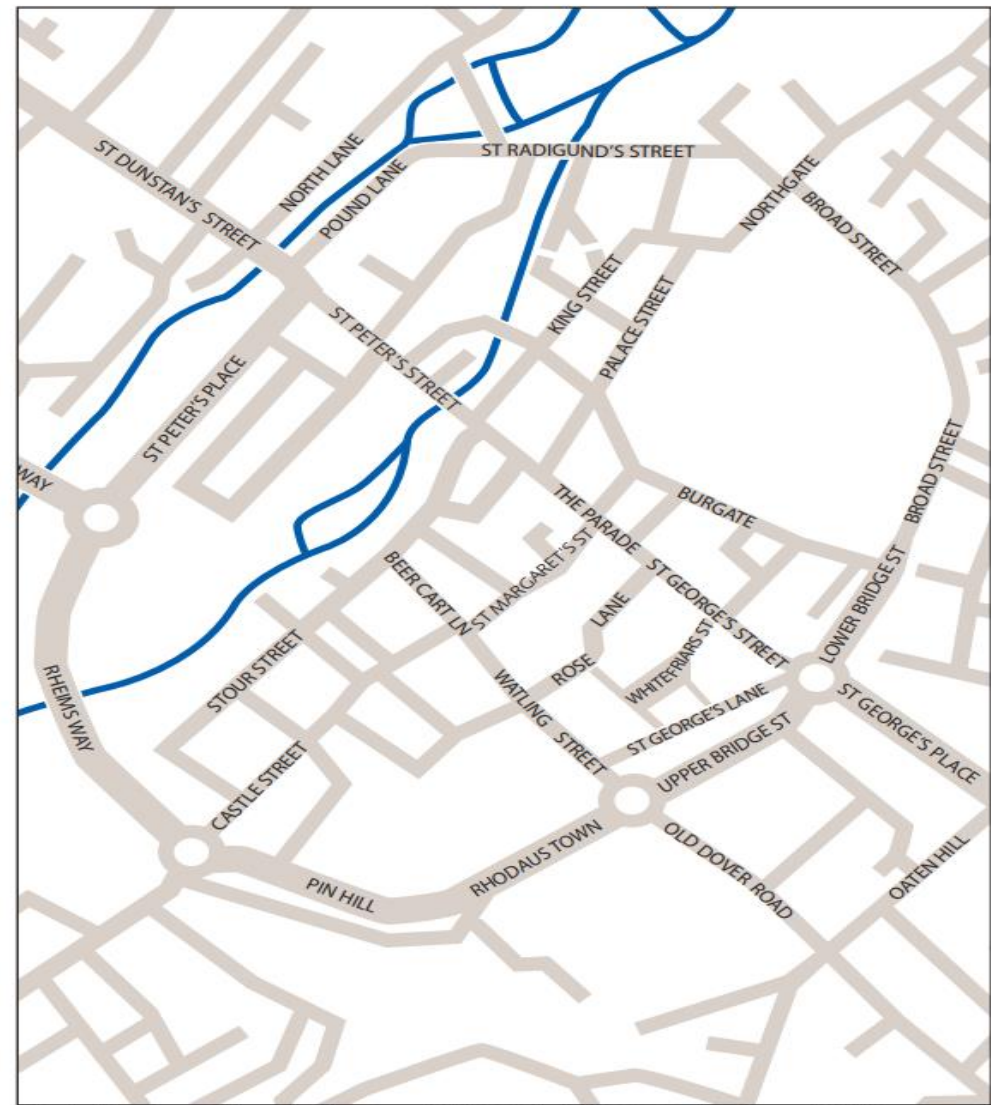 ST DUNSTAN'S STREET
NORTH LANE
POUND LANE
ST RADIGUND'S STREET
NORTHGATE
BROAD STREET
KING STREET
PALACE STREET
ST PETER'S STREET
ST PETER'S PLACE
WAY
BROAD STREET
BURGATE
THE PARADE
ST MARGARET'S ST
BEER CART LN
ST GEORGE'S STREET
LOWER BRIDGE ST
LANE
ROSE
WHITEFRIARS ST
STOUR STREET
RHEIMS WAY
WATLING STREET
ST GEORGE'S LANE
ST GEORGE'S PLACE
UPPER BRIDGE ST
CASTLE STREET
RHODAUS TOWN
OLD DOVER ROAD
OATEN HILL
PIN HILL